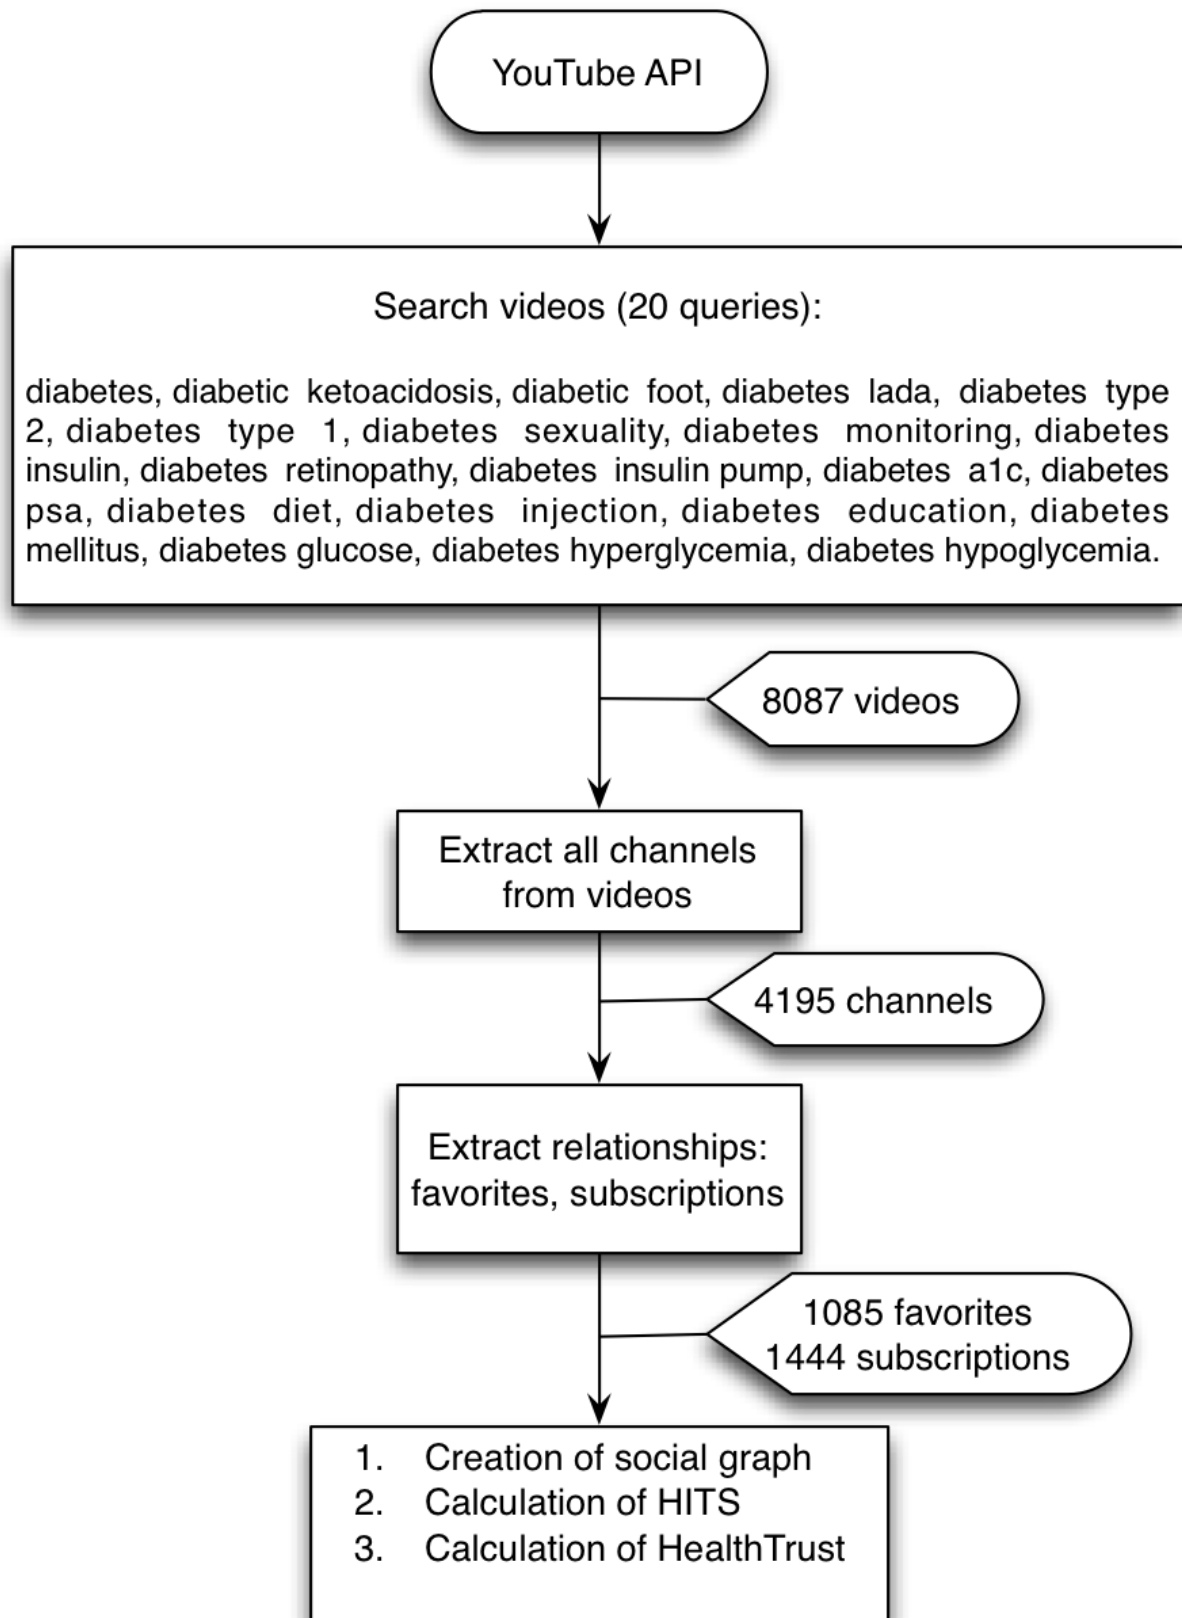 YouTube API
Search videos (20 queries):
diabetes, diabetic ketoacidosis, diabetic foot, diabetes lada, diabetes type
2, diabetes type 1, diabetes sexuality, diabetes monitoring, diabetes
insulin, diabetes retinopathy, diabetes insulin pump, diabetes a1c, diabetes
psa, diabetes diet, diabetes injection, diabetes education, diabetes
mellitus, diabetes glucose, diabetes hyperglycemia, diabetes hypoglycemia.
8087 videos
Extract all channels
from videos
4195 channels
Extract relationships:
favorites, subscriptions
1085 favorites
1444 subscriptions
1. Creation of social graph
2. Calculation of HITS
3. Calculation of HealthTrust